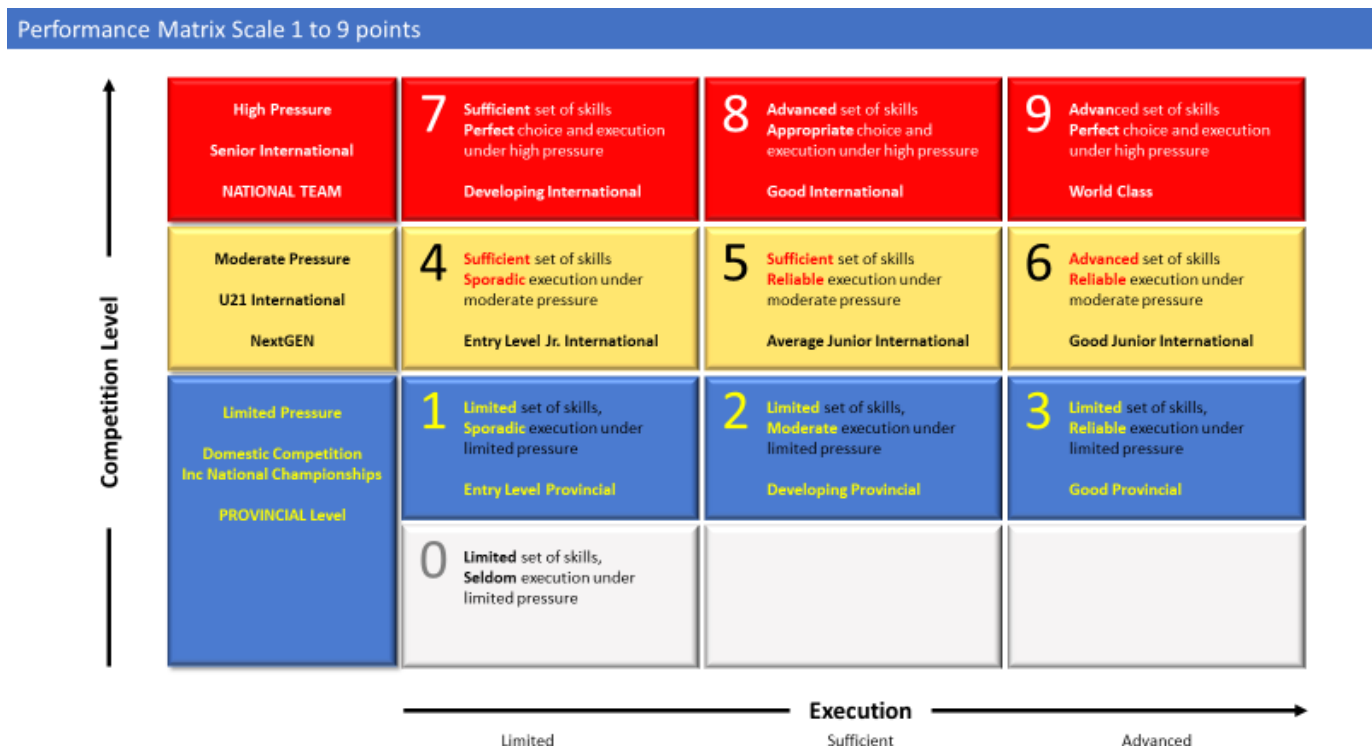 Performance Matrix Scale 1 to 9 points
Competition Level
High Pressure
Senior International
NATIONAL TEAM
7
Sufficient set of skills
Perfect choice and execution
under high pressure
Developing International
8
Advanced set of skills
Appropriate choice and
execution under high pressure
Good International
9
Advanced set of skills
Perfect choice and execution
under high pressure
World Class
Moderate Pressure
U21 International
NextGEN
4
Sufficient set of skills
Sporadic execution under
moderate pressure
Entry Level Jr. International
5
Sufficient set of skills
Reliable execution under
moderate pressure
Average Junior International
6
Advanced set of skills
Reliable execution under
moderate pressure
Good Junior International
Limited Pressure
Domestic Competition
Inc National Championships
PROVINCIAL Level
1
Limited set of skills,
Sporadic execution under
limited pressure
Entry Level Provincial
2
Limited set of skills,
Moderate execution under
limited pressure
Developing Provincial
3
Limited set of skills,
Reliable execution under
limited pressure
Good Provincial
0
Limited set of skills,
Seldom execution under
limited pressure
Execution
Limited
Sufficient
Advanced